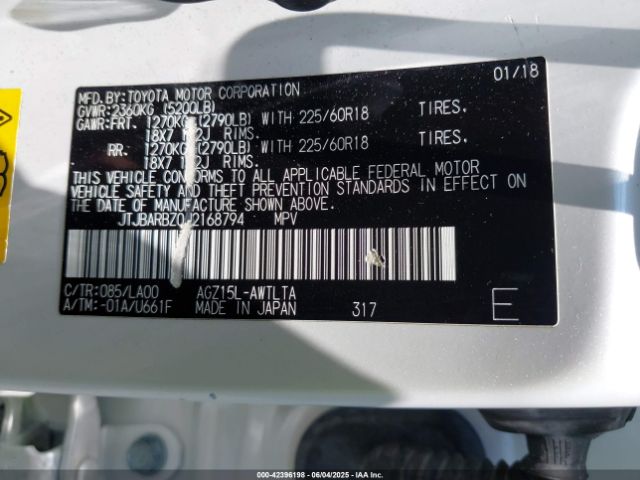 MFD.BY:TOYOTA MOTOR CORPORATION 01/18
GVWR:2360KG (5200LB)
GAWR:FRT. 1270KG (2790LB) WITH 225/60R18 TIRES.
18X7 1/2J RIMS.
RR. 1270KG (2790LB) WITH 225/60R18 TIRES.
18X7 1/2J RIMS.
THIS VEHICLE CONFORMS TO ALL APPLICABLE FEDERAL MOTOR
VEHICLE SAFETY AND THEFT PREVENTION STANDARDS IN EFFECT ON
THE DATE OF MANUFACTURE SHOWN ABOVE.
JTJBARBZ0J2168794 MPV
C/TR:085/LA00 AGZ15L-AWTLTA
A/TM:-01A/U661F MADE IN JAPAN 317 E
000-42396198 - 06/04/2025 - IAAI.COM